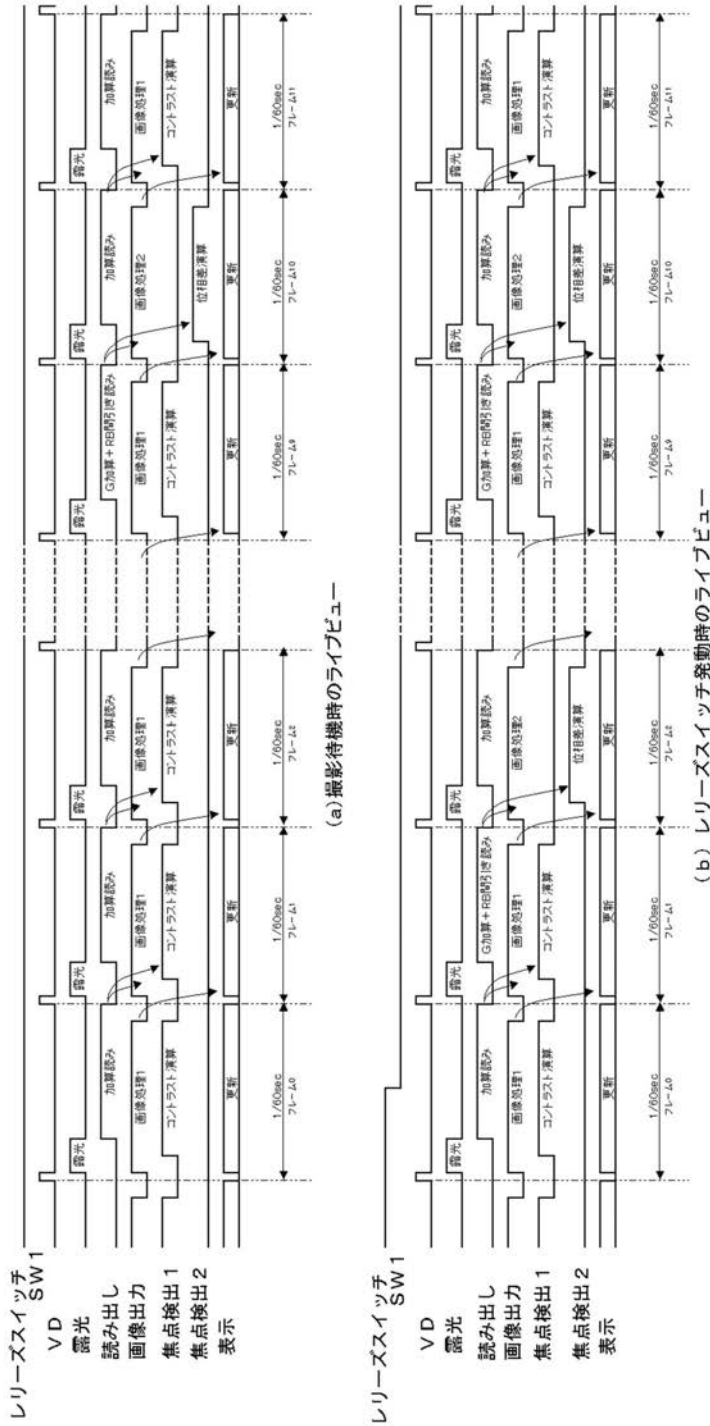 レリーズスイッチ
SW1
VD
露光
読み出し
画像出力
焦点検出1
焦点検出2
表示
露光 露光 露光 露光 露光 露光
加算読み 加算読み 加算読み G加算+RB間引き読み 加算読み 加算読み
画像処理1 画像処理1 画像処理1 画像処理1 画像処理2 画像処理1
コントラスト演算 コントラスト演算 コントラスト演算 コントラスト演算 コントラスト演算
位相差演算
更新 更新 更新 更新 更新 更新
1/60sec 1/60sec 1/60sec 1/60sec 1/60sec 1/60sec
フレーム0 フレーム1 フレーム2 フレーム9 フレーム10 フレーム11
(a)撮影待機時のライブビュー
レリーズスイッチ
SW1
VD
露光
読み出し
画像出力
焦点検出1
焦点検出2
表示
露光 露光 露光 露光 露光 露光
加算読み G加算+RB間引き読み 加算読み G加算+RB間引き読み 加算読み 加算読み
画像処理1 画像処理1 画像処理2 画像処理1 画像処理2 画像処理1
コントラスト演算 コントラスト演算 コントラスト演算 コントラスト演算
位相差演算 位相差演算
更新 更新 更新 更新 更新 更新
1/60sec 1/60sec 1/60sec 1/60sec 1/60sec 1/60sec
フレーム0 フレーム1 フレーム2 フレーム9 フレーム10 フレーム11
(b)レリーズスイッチ発動時のライブビュー